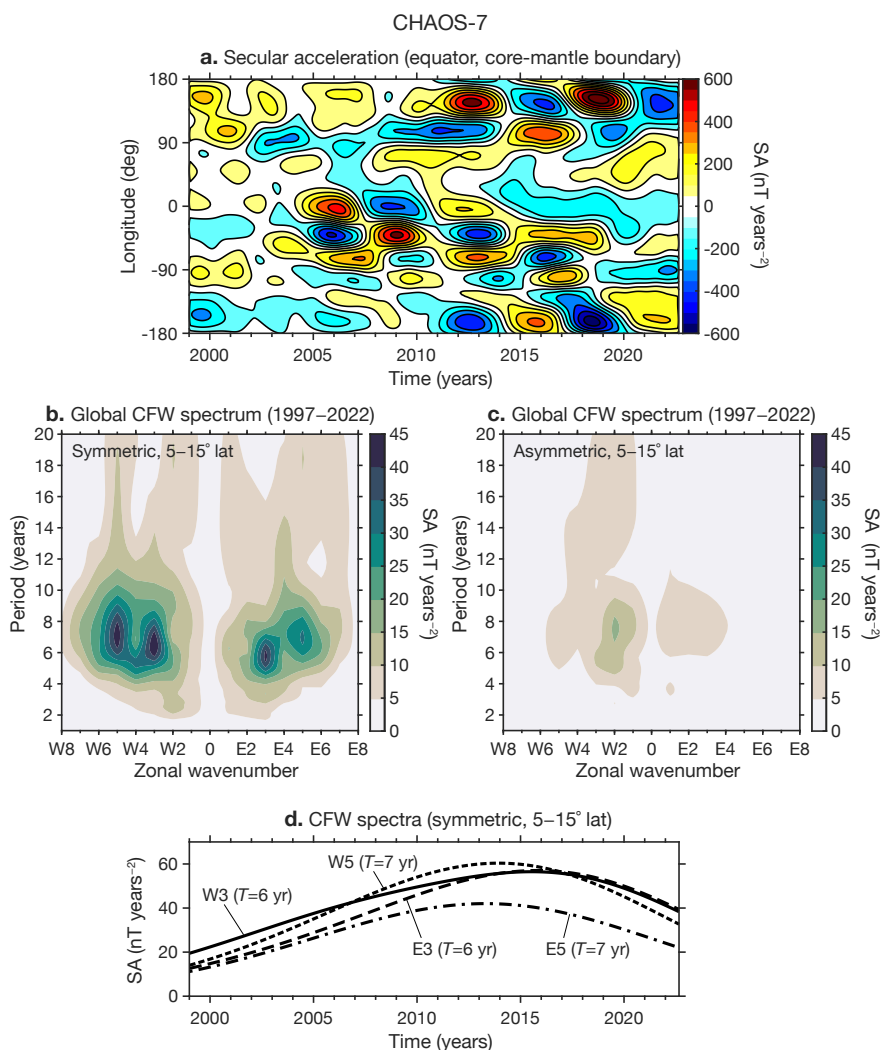 CHAOS-7
a. Secular acceleration (equator, core-mantle boundary)
180
90
0
-90
-180
Longitude (deg)
2000 2005 2010 2015 2020
Time (years)
600
400
200
0
-200
-400
-600
SA (nT years⁻²)
b. Global CFW spectrum (1997–2022)
Symmetric, 5–15° lat
20
18
16
14
12
10
8
6
4
2
Period (years)
W8 W6 W4 W2 0 E2 E4 E6 E8
Zonal wavenumber
45
40
35
30
25
20
15
10
5
0
SA (nT years⁻²)
c. Global CFW spectrum (1997–2022)
Asymmetric, 5–15° lat
20
18
16
14
12
10
8
6
4
2
Period (years)
W8 W6 W4 W2 0 E2 E4 E6 E8
Zonal wavenumber
45
40
35
30
25
20
15
10
5
0
SA (nT years⁻²)
d. CFW spectra (symmetric, 5–15° lat)
60
40
20
0
SA (nT years⁻²)
W5 (T=7 yr)
W3 (T=6 yr)
E3 (T=6 yr)
E5 (T=7 yr)
2000 2005 2010 2015 2020
Time (years)